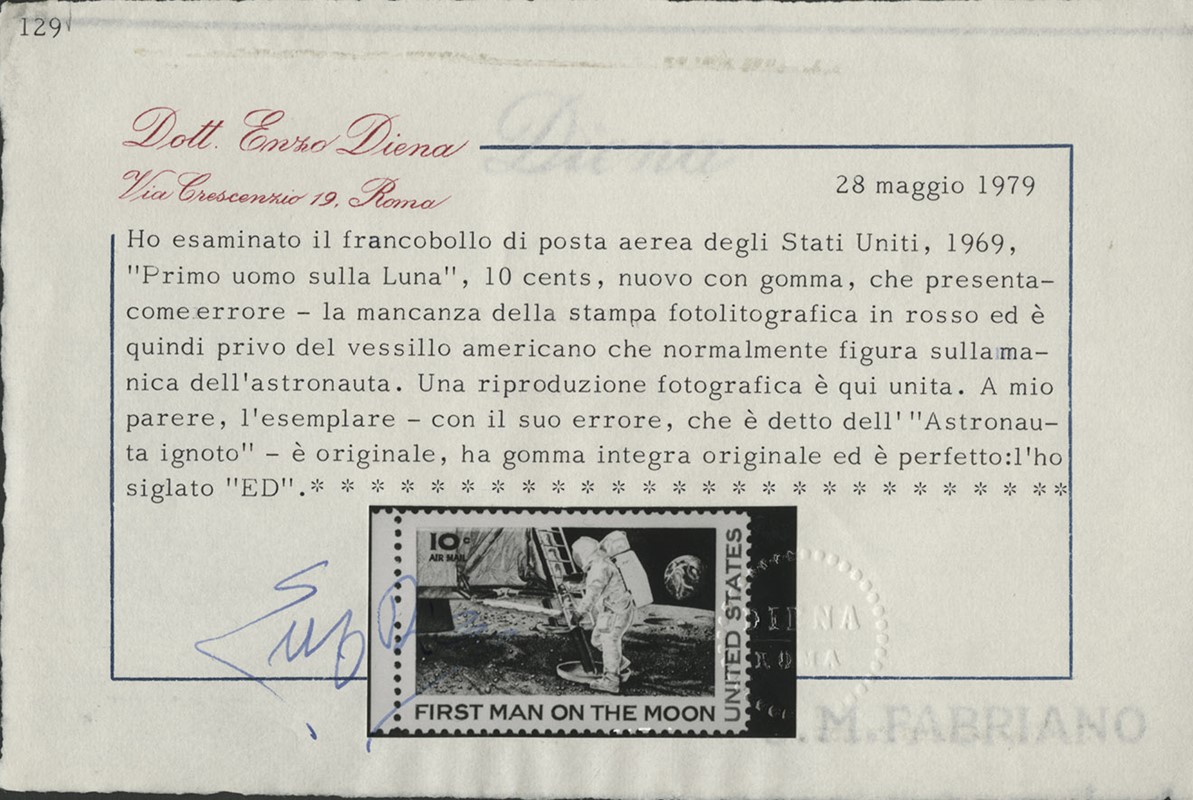 129
Dott. Enzo Diena
Diena
Via Crescenzio 19, Roma
28 maggio 1979
Ho esaminato il francobollo di posta aerea degli Stati Uniti, 1969,
"Primo uomo sulla Luna", 10 cents, nuovo con gomma, che presenta-
come errore - la mancanza della stampa fotolitografica in rosso ed è
quindi privo del vessillo americano che normalmente figura sulla ma-
nica dell'astronauta. Una riproduzione fotografica è qui unita. A mio
parere, l'esemplare - con il suo errore, che è detto dell'"Astronau-
ta ignoto" - è originale, ha gomma integra originale ed è perfetto:l'ho
siglato "ED".* * * * * * * * * * * * * * * * * * * * * * * * * *
10c
AIR MAIL
UNITED STATES
FIRST MAN ON THE MOON
DIENA
ROMA
.M.FABRIANO